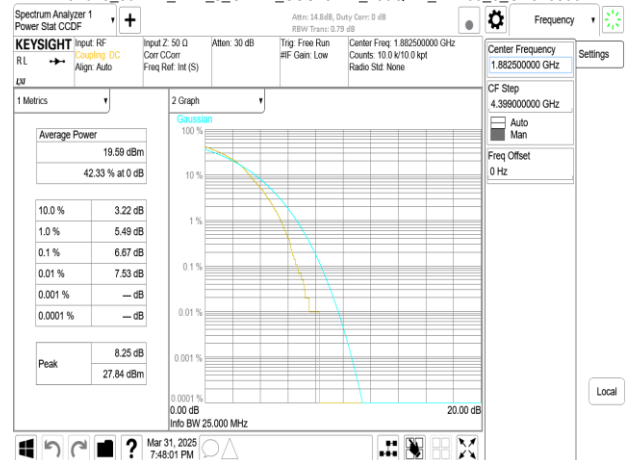 Spectrum Analyzer 1
Power Stat CCDF
Attn: 14.8dB, Duty Corr: 0 dB
RBW Trans: 0.79 dB
Frequency
KEYSIGHT
RL
Input: RF
Coupling: DC
Align: Auto
Input Z: 50 Ω
Corr CCorr
Freq Ref: Int (S)
Atten: 30 dB
Trig: Free Run
#IF Gain: Low
Center Freq: 1.882500000 GHz
Counts: 10.0 k/10.0 kpt
Radio Std: None
Center Frequency
1.882500000 GHz
Settings
CF Step
4.399000000 GHz
Auto
Man
Freq Offset
0 Hz
1 Metrics
2 Graph
Gaussian
Average Power
19.59 dBm
42.33 % at 0 dB
10.0 % 3.22 dB
1.0 % 5.49 dB
0.1 % 6.67 dB
0.01 % 7.53 dB
0.001 % --- dB
0.0001 % --- dB
Peak
8.25 dB
27.84 dBm
100 %
10 %
1 %
0.1 %
0.01 %
0.001 %
0.0001 %
0.00 dB
20.00 dB
Info BW 25.000 MHz
Local
?
Mar 31, 2025
7:48:01 PM